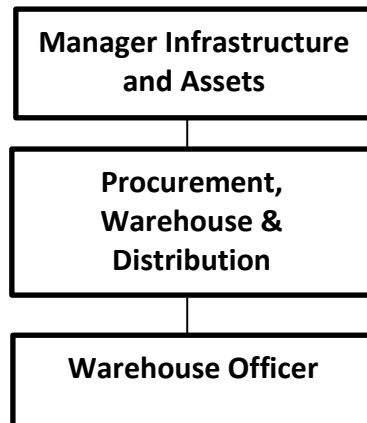 Manager Infrastructure
and Assets
Procurement,
Warehouse &
Distribution
Warehouse Officer